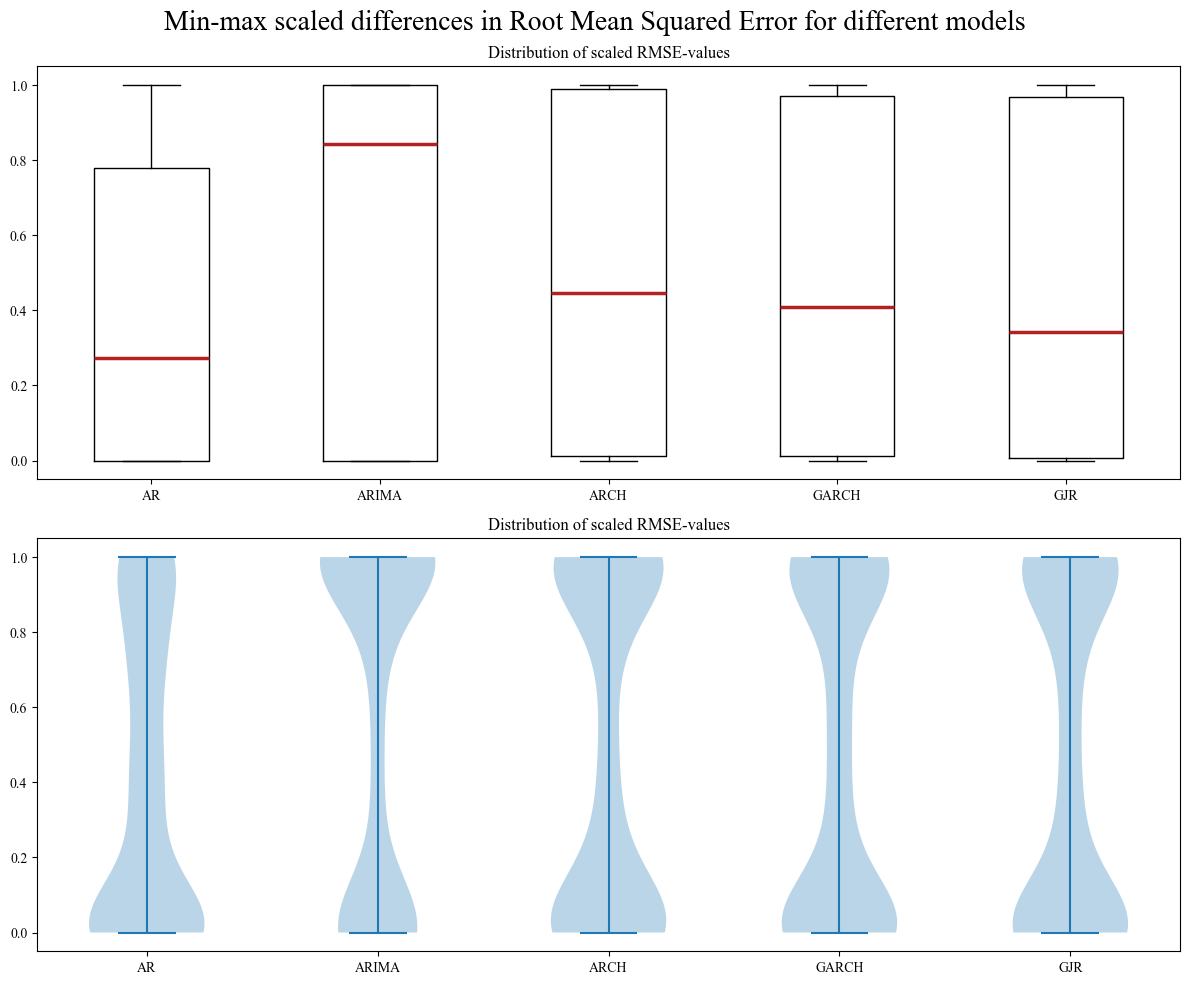 Min-max scaled differences in Root Mean Squared Error for different models
Distribution of scaled RMSE-values
1.0
0.8
0.6
0.4
0.2
0.0
AR ARIMA ARCH GARCH GJR
Distribution of scaled RMSE-values
1.0
0.8
0.6
0.4
0.2
0.0
AR ARIMA ARCH GARCH GJR